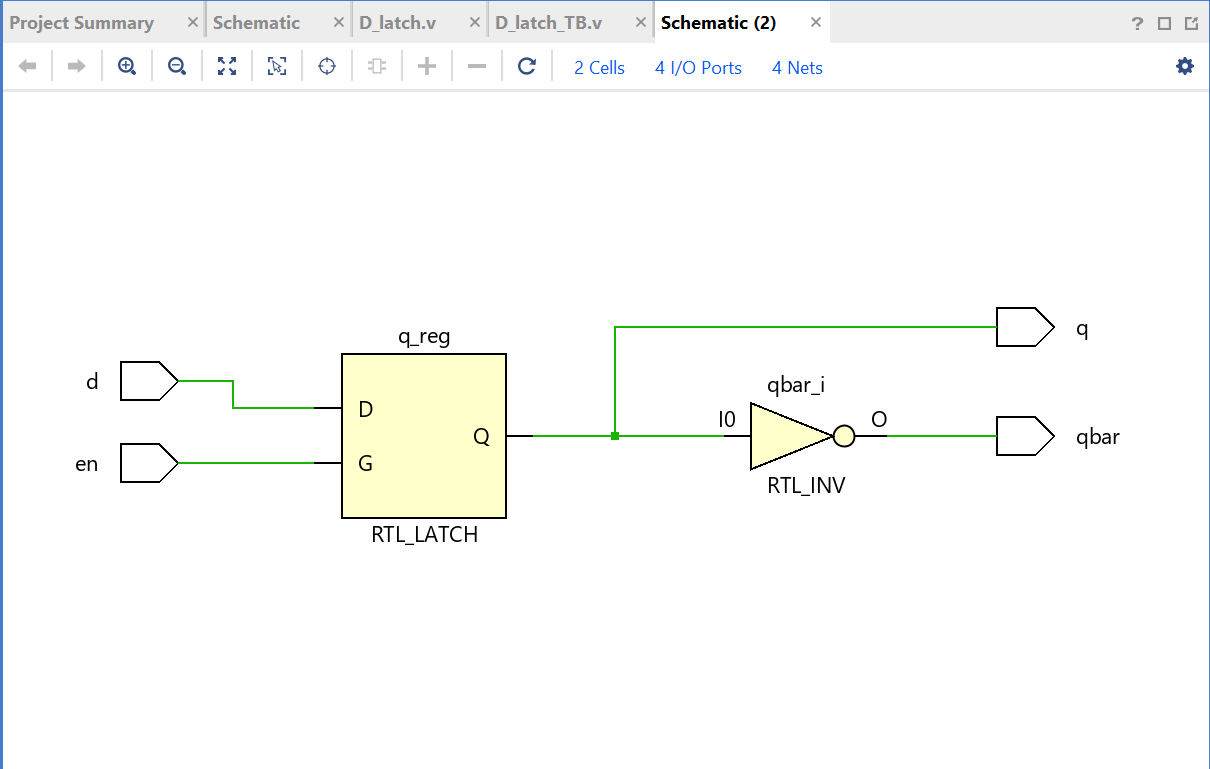 Project Summary
Schematic
D_latch.v
D_latch_TB.v
Schematic (2)
?
2 Cells
4 I/O Ports
4 Nets
q_reg
d
D
en
G
Q
RTL_LATCH
q
qbar_i
I0
O
qbar
RTL_INV